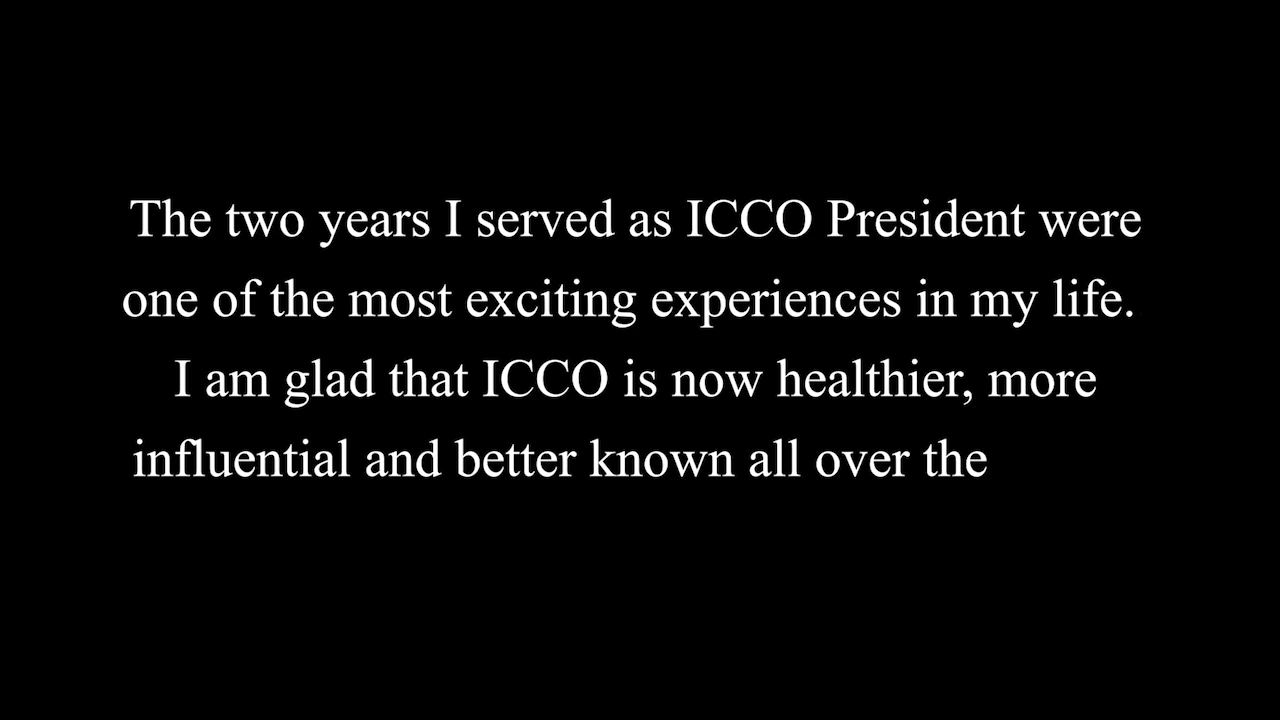 The two years I served as ICCO President were
one of the most exciting experiences in my life.
I am glad that ICCO is now healthier, more
influential and better known all over the